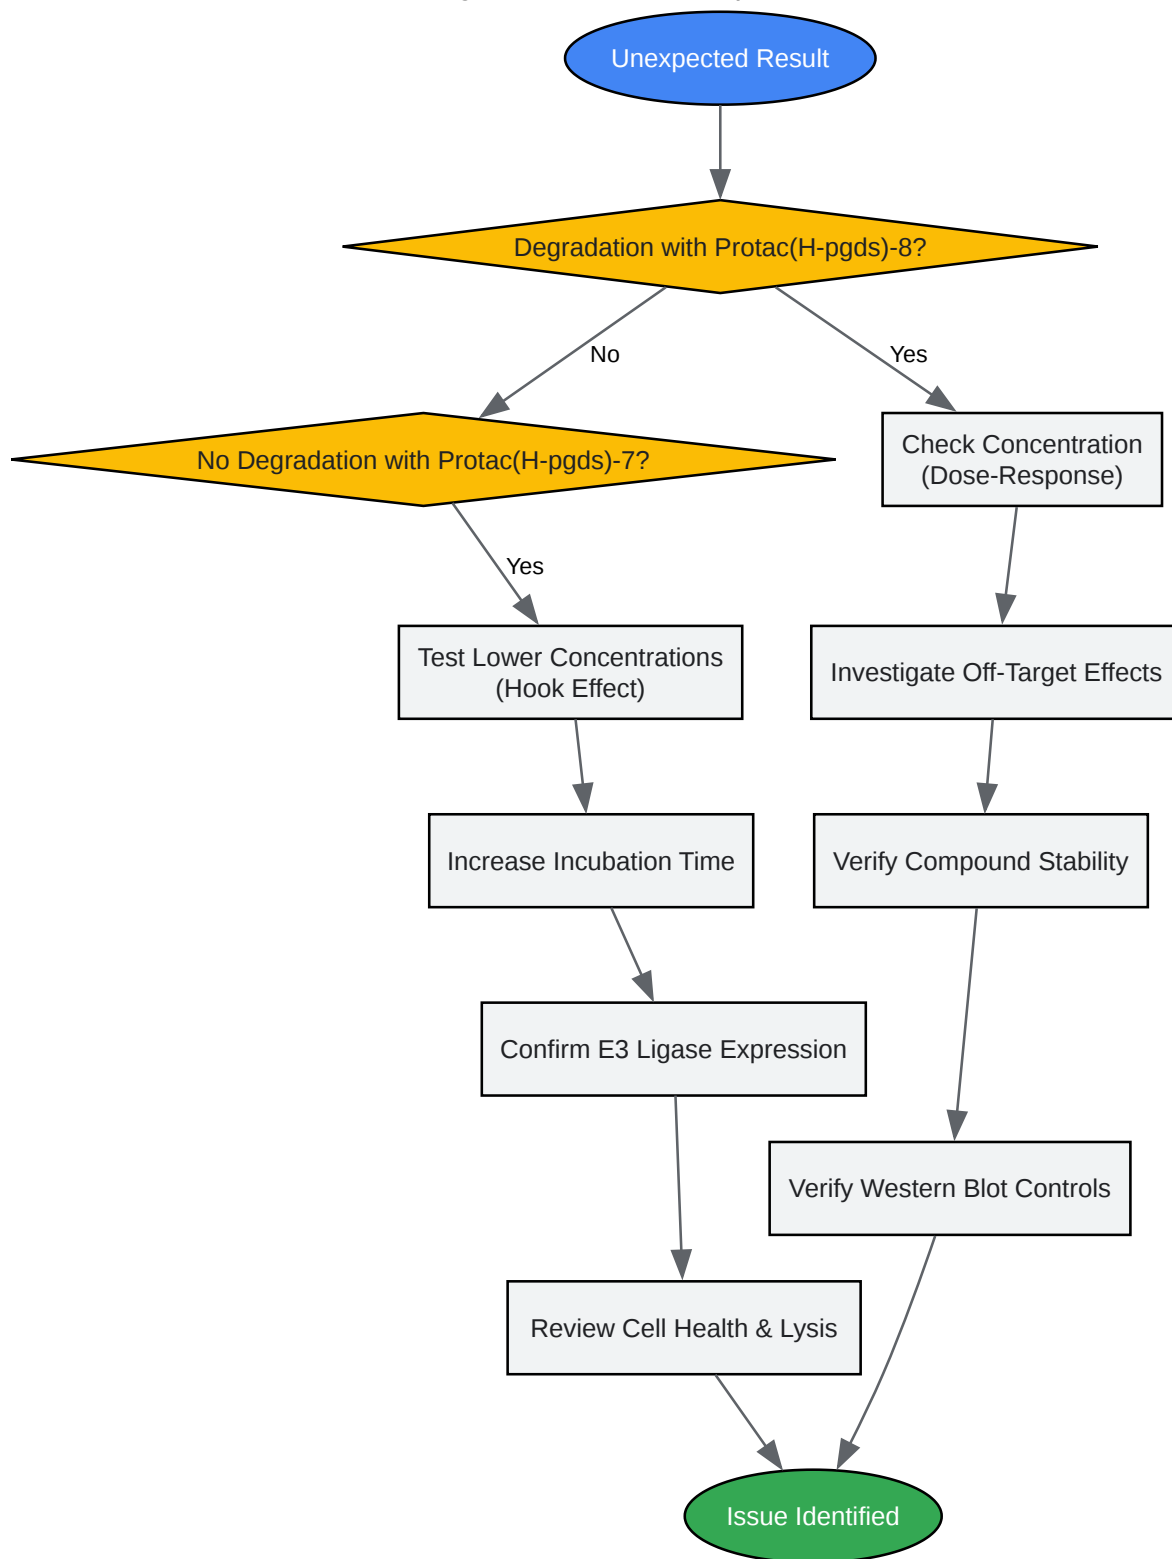 Unexpected Result
Degradation with Protac(H-pgds)-8?
No
Yes
No Degradation with Protac(H-pgds)-7?
Check Concentration
(Dose-Response)
Yes
Test Lower Concentrations
(Hook Effect)
Investigate Off-Target Effects
Increase Incubation Time
Verify Compound Stability
Confirm E3 Ligase Expression
Verify Western Blot Controls
Review Cell Health & Lysis
Issue Identified